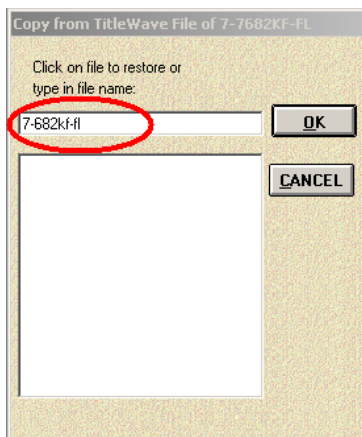 Copy from TitleWave File of 7-7682KF-FL
Click on file to restore or
type in file name:
7-682kf-fl
OK
CANCEL